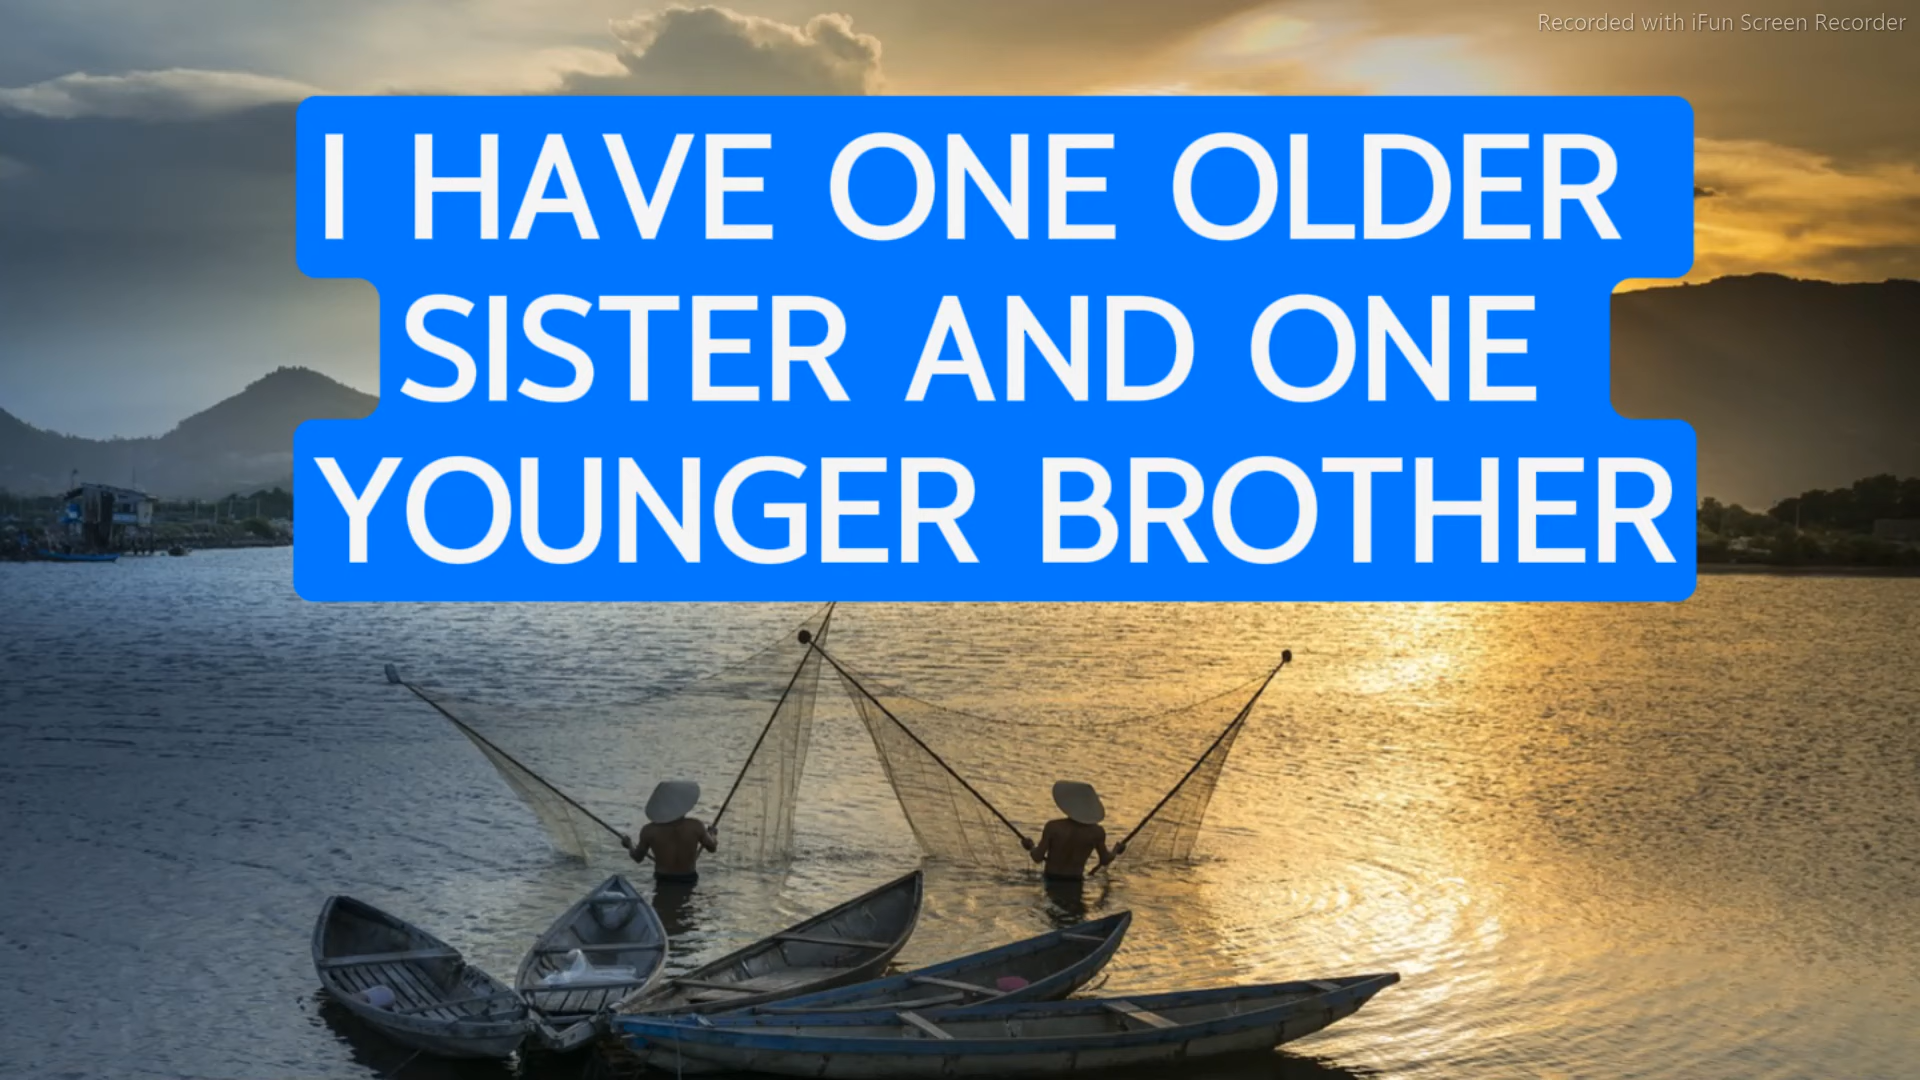 Recorded with iFun Screen Recorder
I HAVE ONE OLDER
SISTER AND ONE
YOUNGER BROTHER